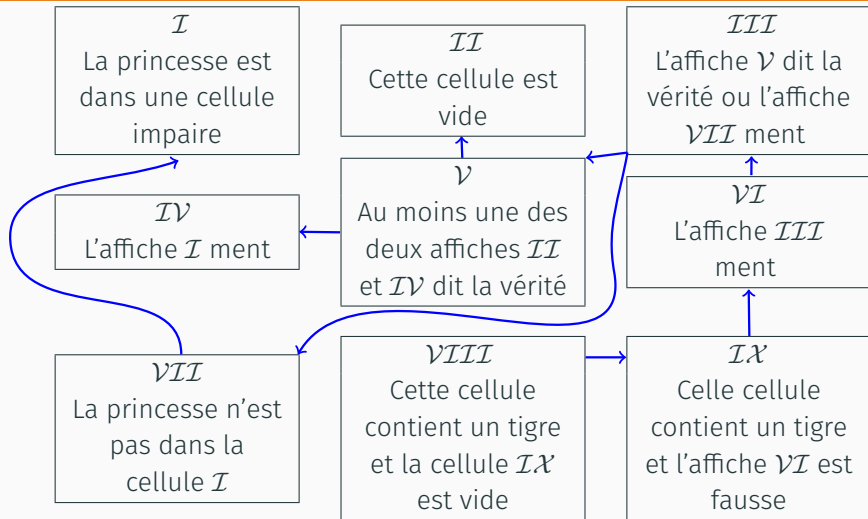 I
La princesse est
dans une cellule
impaire
II
Cette cellule est
vide
III
L'affiche V dit la
vérité ou l'affiche
VII ment
IV
L'affiche I ment
V
Au moins une des
deux affiches II
et IV dit la vérité
VI
L'affiche III
ment
VII
La princesse n'est
pas dans la
cellule I
VIII
Cette cellule
contient un tigre
et la cellule IX
est vide
IX
Celle cellule
contient un tigre
et l'affiche VI est
fausse